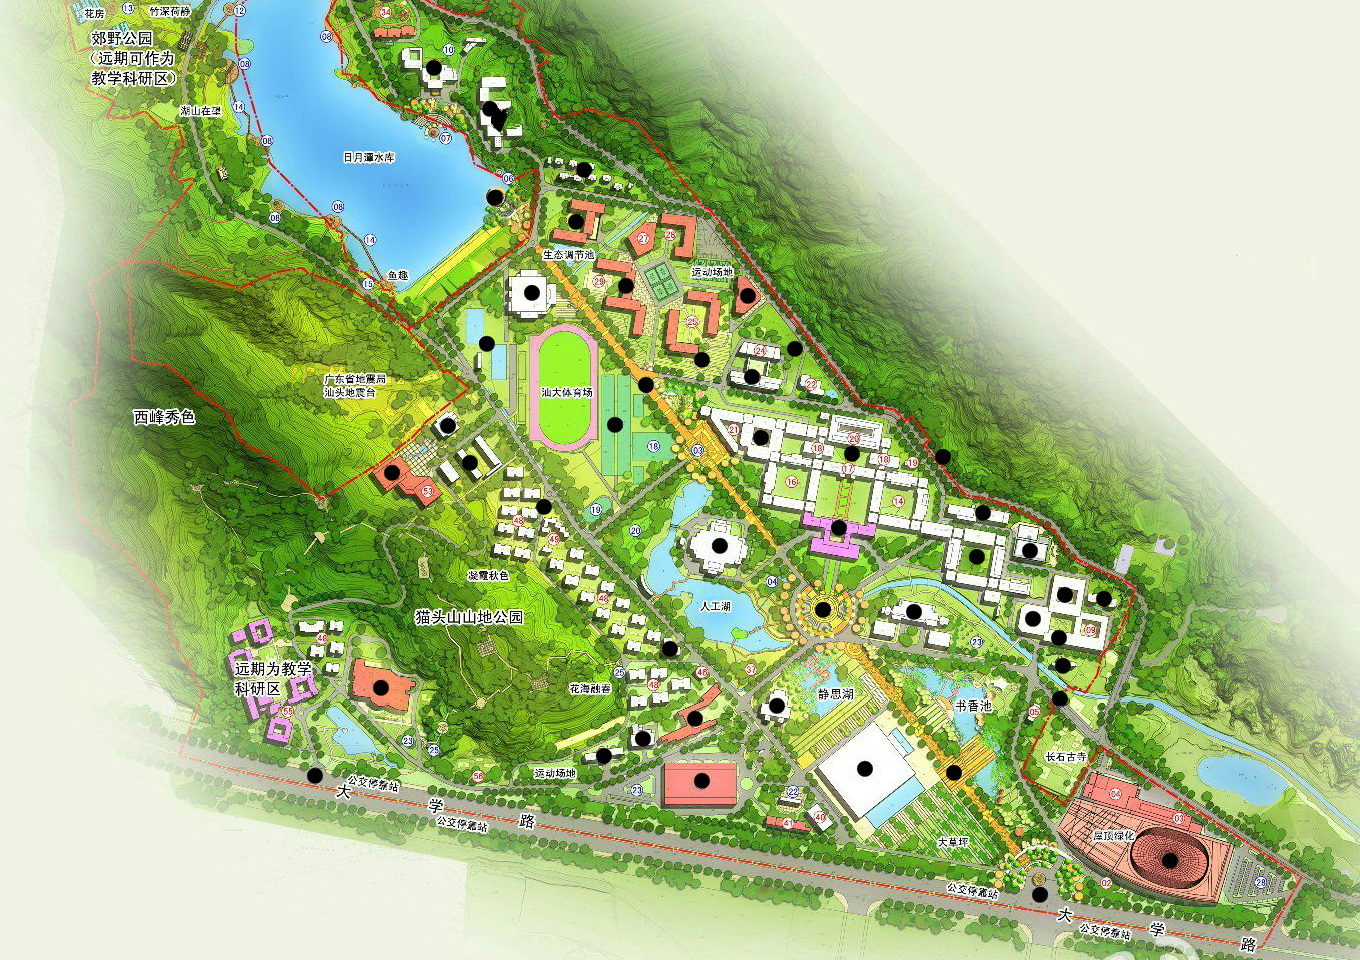 花房
13
竹深荷静
12
34
郊野公园
（远期可作为
教学科研区）
08
10
08
湖山在望
14
07
08
日月潭水库
06
08
08
14
鱼趣
15
生态调节池
27
26
运动场地
29
25
广东省地震局
汕头地震台
汕大体育场
24
22
西峰秀色
21
20
18
03
18
18
19
17
16
14
53
19
20
48
49
凝霞秋色
04
猫头山山地公园
人工湖
48
09
46
23
远期为教学
科研区
25
花海融春
48
46
37
静思湖
书香池
55
05
23
25
长石古寺
56
运动场地
公交停靠站
23
22
04
大学路
公交停靠站
41
40
03
屋顶绿化
大草坪
公交停靠站
02
28
大学路
公交停靠站